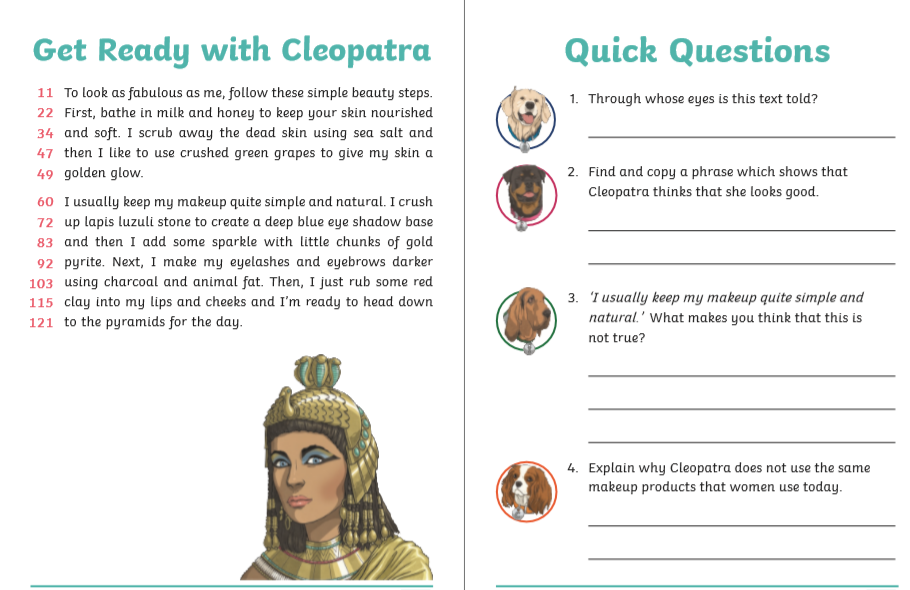 Get Ready with Cleopatra
11 To look as fabulous as me, follow these simple beauty steps.
22 First, bathe in milk and honey to keep your skin nourished
34 and soft. I scrub away the dead skin using sea salt and
47 then I like to use crushed green grapes to give my skin a
49 golden glow.
60 I usually keep my makeup quite simple and natural. I crush
72 up lapis luzuli stone to create a deep blue eye shadow base
83 and then I add some sparkle with little chunks of gold
92 pyrite. Next, I make my eyelashes and eyebrows darker
103 using charcoal and animal fat. Then, I just rub some red
115 clay into my lips and cheeks and I'm ready to head down
121 to the pyramids for the day.
Quick Questions
1. Through whose eyes is this text told?
2. Find and copy a phrase which shows that
Cleopatra thinks that she looks good.
3. 'I usually keep my makeup quite simple and
natural.' What makes you think that this is
not true?
4. Explain why Cleopatra does not use the same
makeup products that women use today.